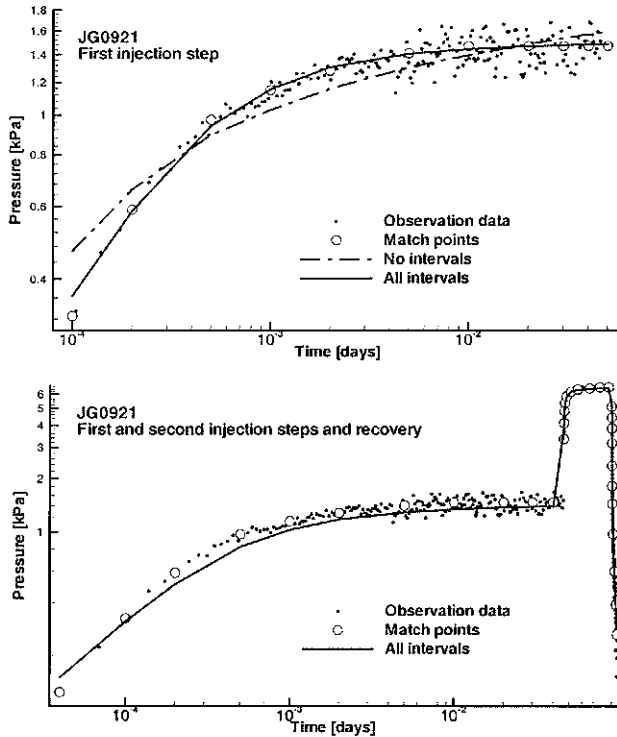 JG0921
First injection step
1.8
1.6
1.4
1.2
1
0.8
0.6
0.4
Pressure [kPa]
Observation data
Match points
No intervals
All intervals
10⁻⁴
10⁻³
10⁻²
Time [days]
JG0921
First and second injection steps and recovery
6
5
4
3
2
1
Pressure [kPa]
Observation data
Match points
All intervals
10⁻⁴
10⁻³
10⁻²
Time [days]